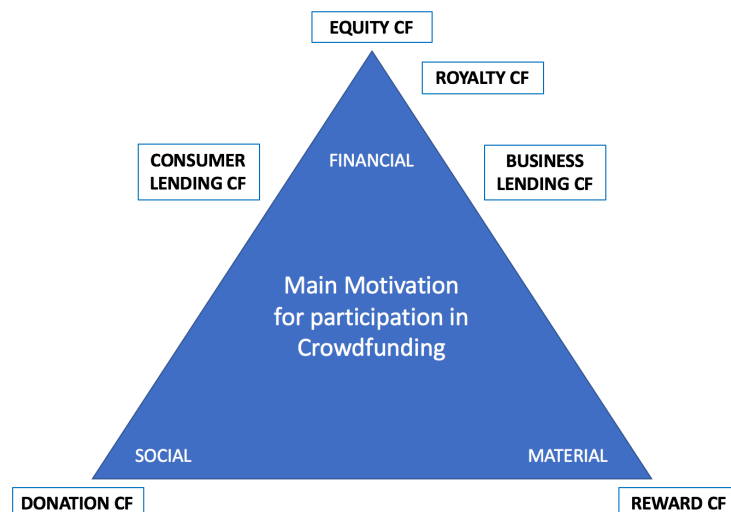 EQUITY CF
ROYALTY CF
CONSUMER
LENDING CF
FINANCIAL
BUSINESS
LENDING CF
Main Motivation
for participation in
Crowdfunding
SOCIAL
MATERIAL
DONATION CF
REWARD CF